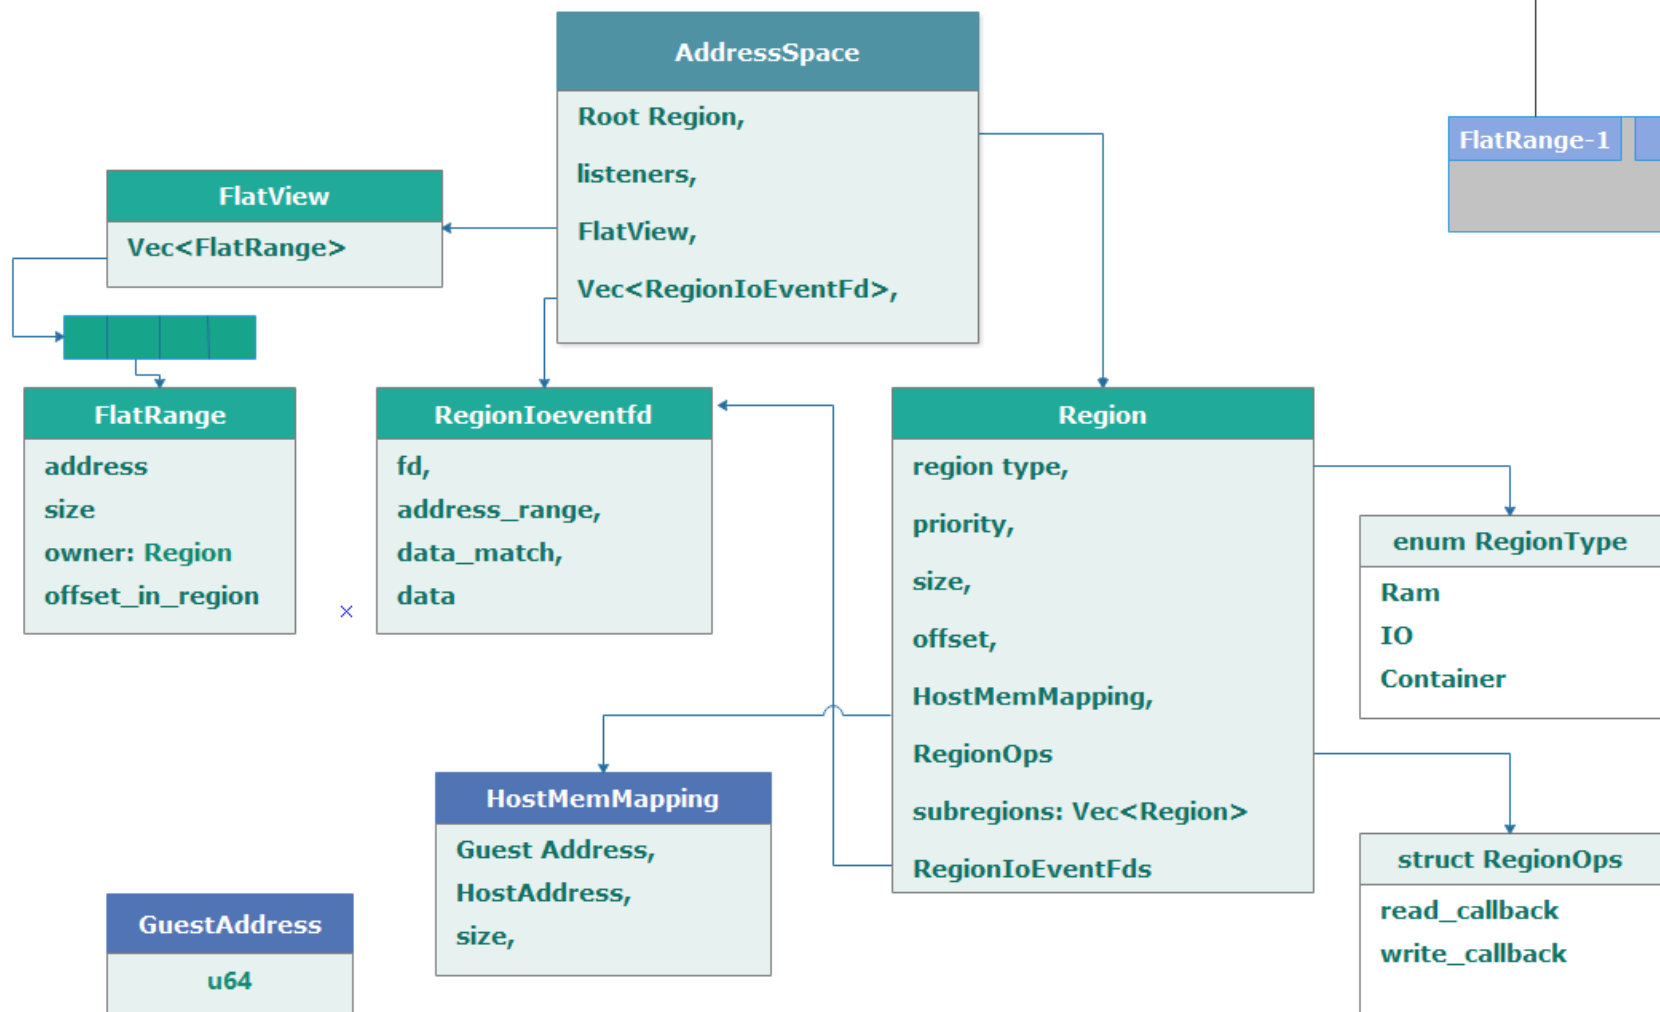 AddressSpace
Root Region,
listeners,
FlatView,
Vec<RegionIoEventFd>,
FlatRange-1
FlatView
Vec<FlatRange>
FlatRange
address
size
owner: Region
offset_in_region
RegionIoeventfd
fd,
address_range,
data_match,
data
Region
region type,
priority,
size,
offset,
HostMemMapping,
RegionOps
subregions: Vec<Region>
RegionIoEventFds
enum RegionType
Ram
IO
Container
HostMemMapping
Guest Address,
HostAddress,
size,
struct RegionOps
read_callback
write_callback
GuestAddress
u64